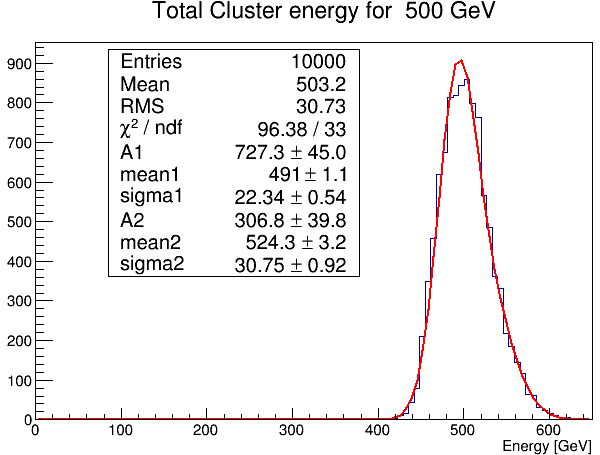 Total Cluster energy for  500 GeV
Entries 10000
Mean 503.2
RMS 30.73
χ² / ndf 96.38 / 33
A1 727.3 ± 45.0
mean1 491 ± 1.1
sigma1 22.34 ± 0.54
A2 306.8 ± 39.8
mean2 524.3 ± 3.2
sigma2 30.75 ± 0.92
900
800
700
600
500
400
300
200
100
0
0 100 200 300 400 500 600
Energy [GeV]